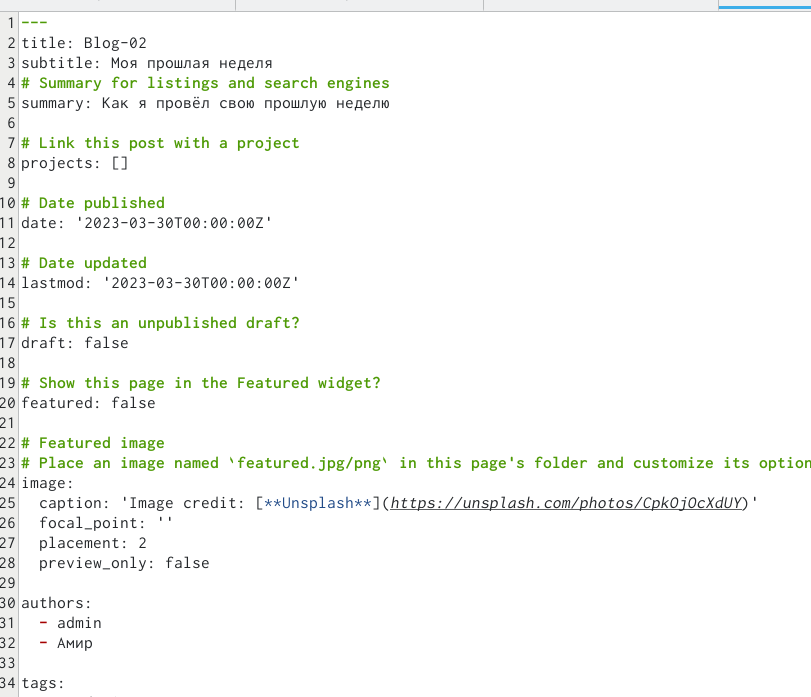 1 ---
2 title: Blog-02
3 subtitle: Моя прошлая неделя
4 # Summary for listings and search engines
5 summary: Как я провёл свою прошлую неделю
6
7 # Link this post with a project
8 projects: []
9
10 # Date published
11 date: '2023-03-30T00:00:00Z'
12
13 # Date updated
14 lastmod: '2023-03-30T00:00:00Z'
15
16 # Is this an unpublished draft?
17 draft: false
18
19 # Show this page in the Featured widget?
20 featured: false
21
22 # Featured image
23 # Place an image named `featured.jpg/png` in this page's folder and customize its option
24 image:
25   caption: 'Image credit: [**Unsplash**](https://unsplash.com/photos/CpkOjOcXdUY)'
26   focal_point: ''
27   placement: 2
28   preview_only: false
29
30 authors:
31   - admin
32   - Амир
33
34 tags: